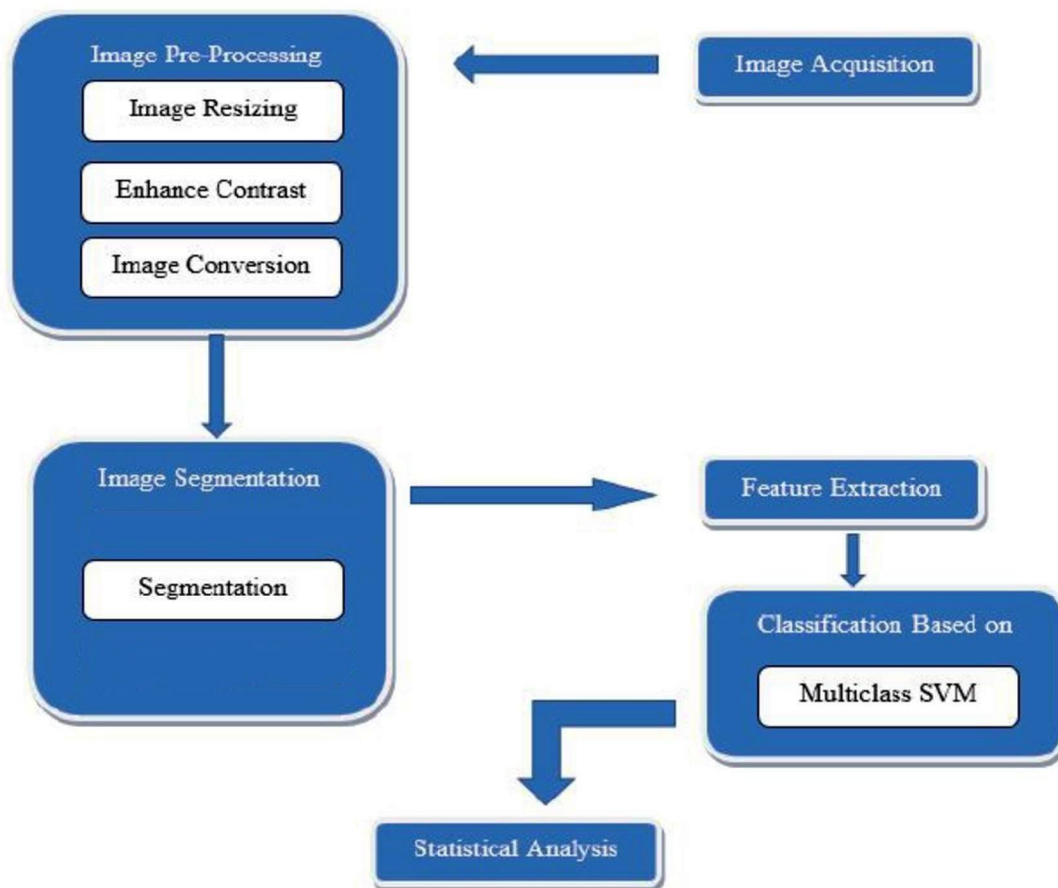 Image Acquisition
Image Pre-Processing
Image Resizing
Enhance Contrast
Image Conversion
Image Segmentation
Segmentation
Feature Extraction
Classification Based on
Multiclass SVM
Statistical Analysis